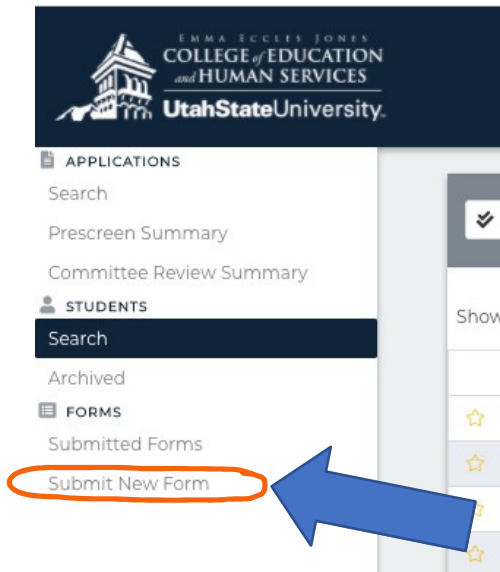 EMMA ECCLES JONES
COLLEGE of EDUCATION
and HUMAN SERVICES
UtahStateUniversity
APPLICATIONS
Search
Prescreen Summary
Committee Review Summary
STUDENTS
Search
Show
Archived
FORMS
Submitted Forms
Submit New Form